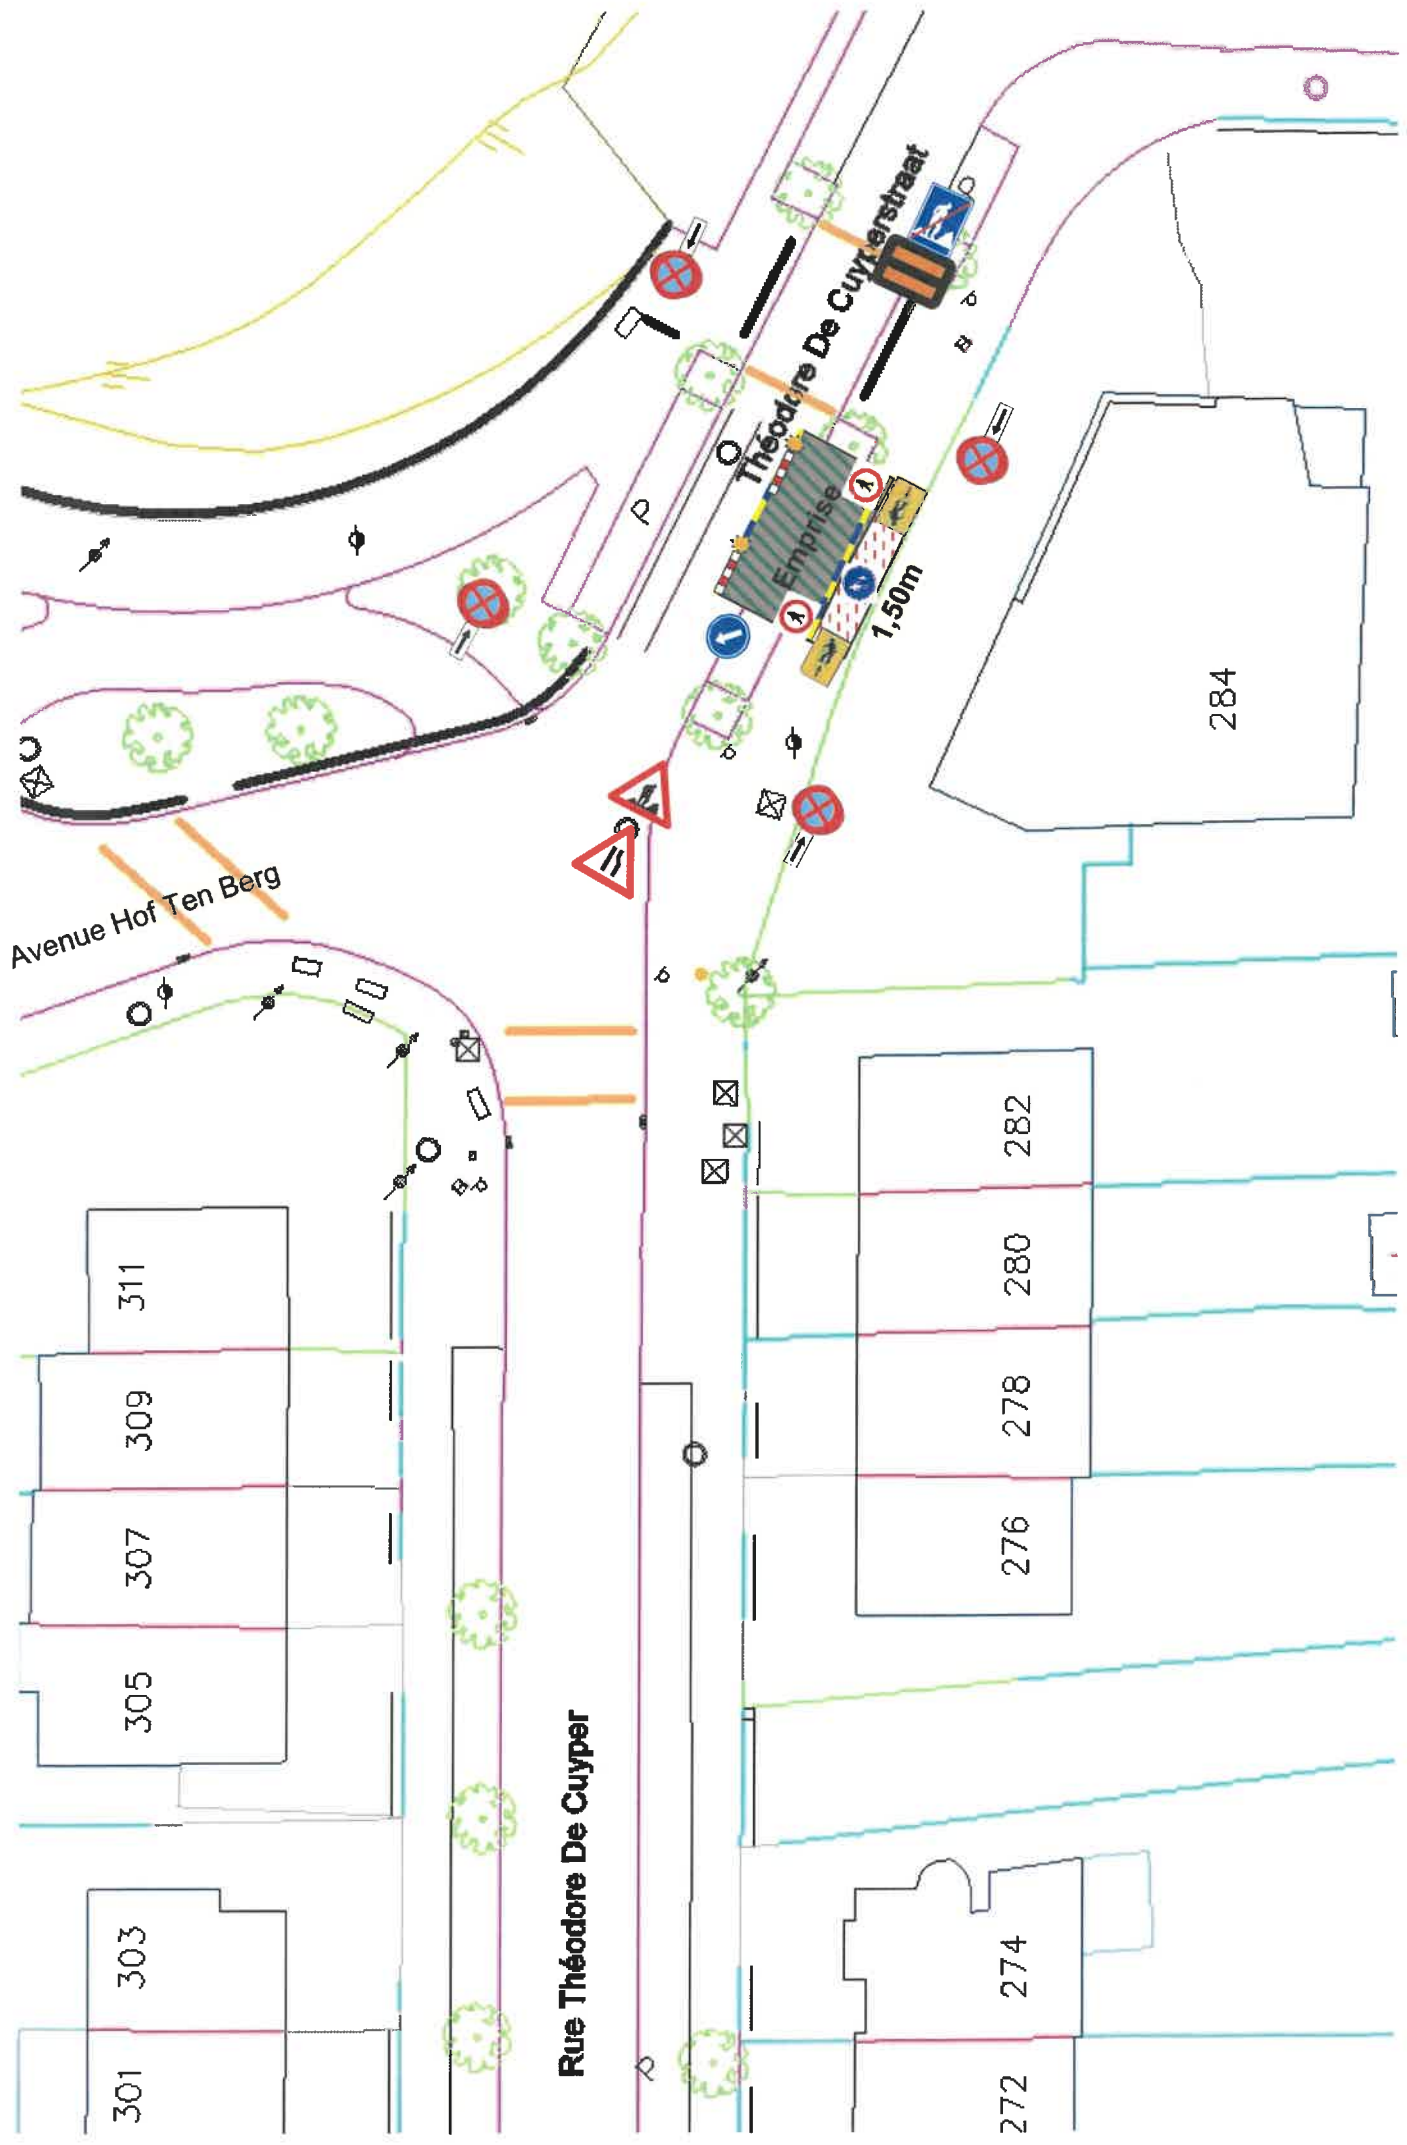 Théodore De Cuyperstraat
P
Emprise
1,50m
284
Avenue Hof Ten Berg
282
311
280
309
278
307
276
305
Rue Théodore De Cuyper
303
274
301
272
P